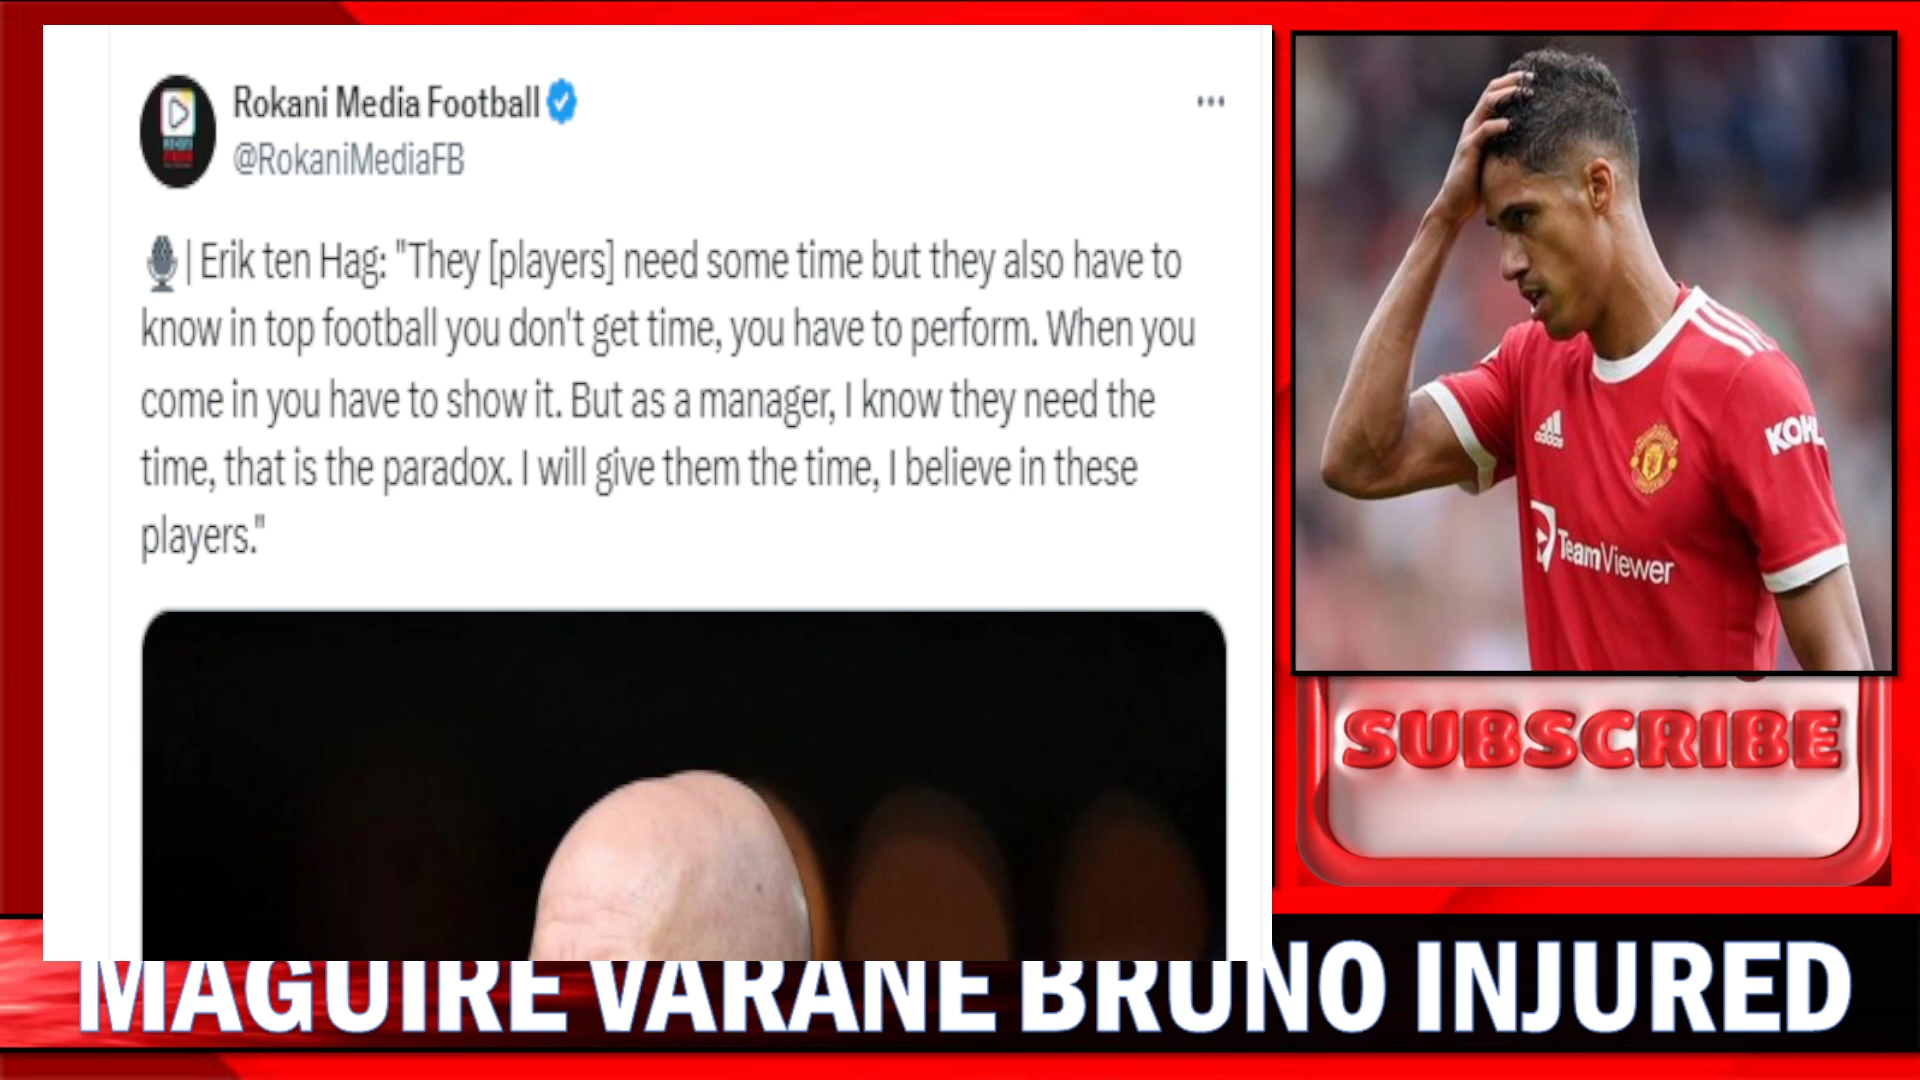 Rokani Media Football
@RokaniMediaFB
| Erik ten Hag: "They [players] need some time but they also have to
know in top football you don't get time, you have to perform. When you
come in you have to show it. But as a manager, I know they need the
time, that is the paradox. I will give them the time, I believe in these
players."
adidas
KOHL
TeamViewer
SUBSCRIBE
MAGUIRE VARANE BRUNO INJURED